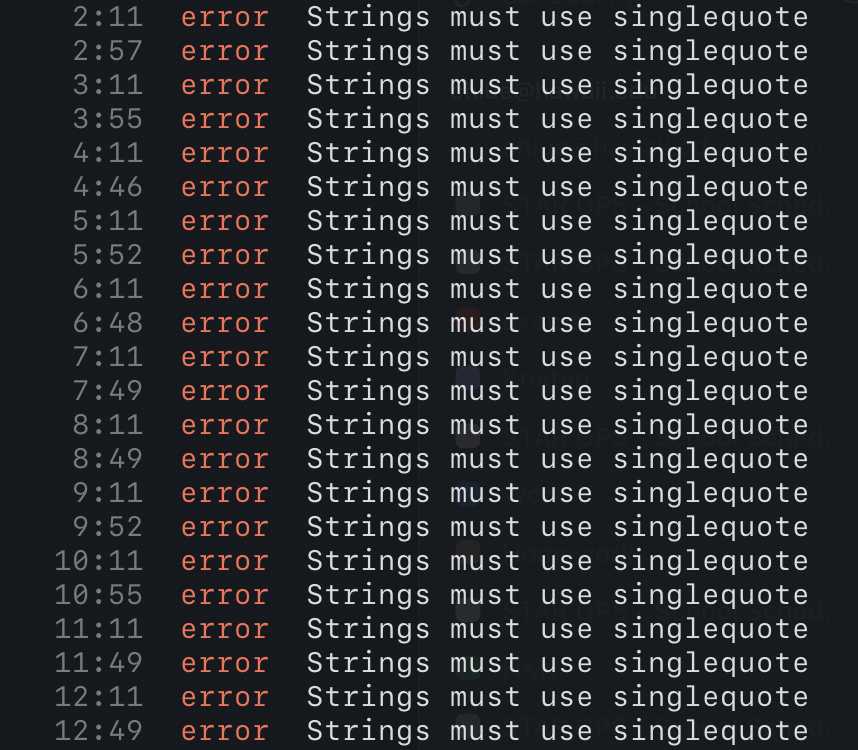 2:11 error Strings must use singlequote
2:57 error Strings must use singlequote
3:11 error Strings must use singlequote
3:55 error Strings must use singlequote
4:11 error Strings must use singlequote
4:46 error Strings must use singlequote
5:11 error Strings must use singlequote
5:52 error Strings must use singlequote
6:11 error Strings must use singlequote
6:48 error Strings must use singlequote
7:11 error Strings must use singlequote
7:49 error Strings must use singlequote
8:11 error Strings must use singlequote
8:49 error Strings must use singlequote
9:11 error Strings must use singlequote
9:52 error Strings must use singlequote
10:11 error Strings must use singlequote
10:55 error Strings must use singlequote
11:11 error Strings must use singlequote
11:49 error Strings must use singlequote
12:11 error Strings must use singlequote
12:49 error Strings must use singlequote